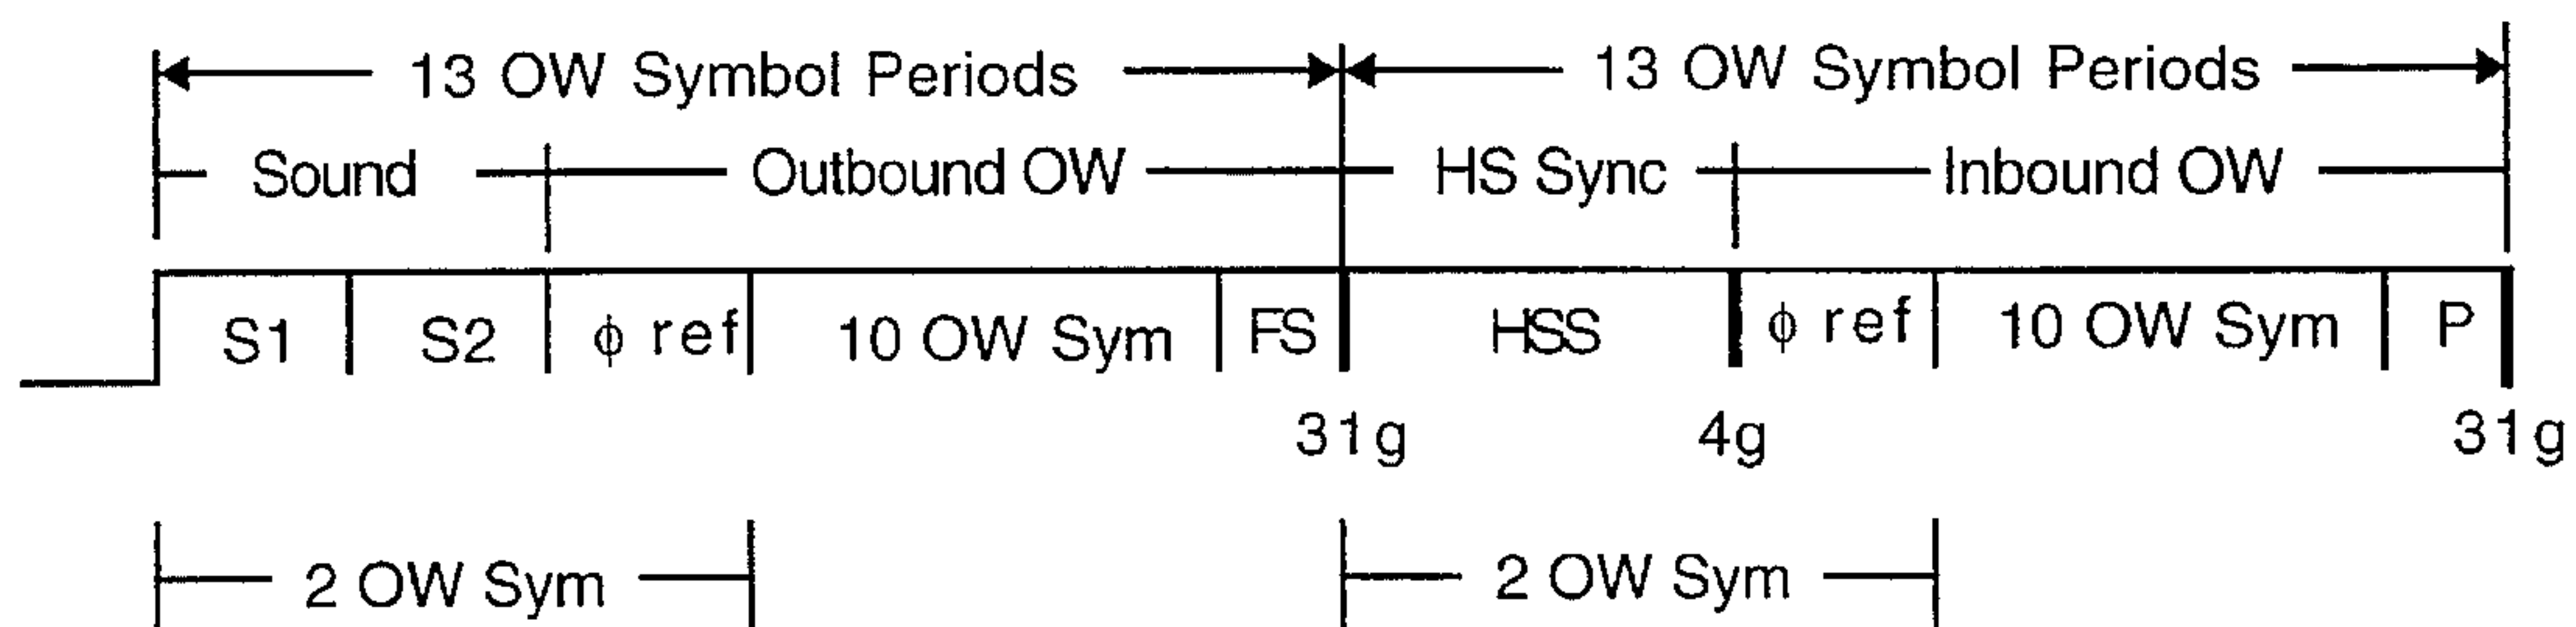 13 OW Symbol Periods 13 OW Symbol Periods
Sound Outbound OW HS Sync Inbound OW
S1 S2 ϕ ref 10 OW Sym FS HSS ϕ ref 10 OW Sym P
31g 4g 31g
2 OW Sym 2 OW Sym